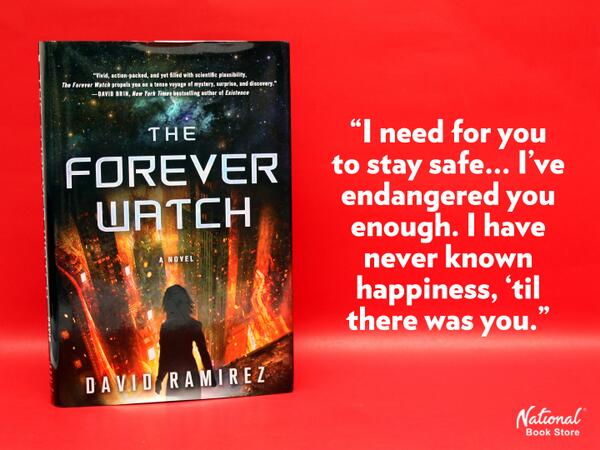 "Vivid, action-packed, and yet filled with scientific plausibility,
The Forever Watch propels you on a tense voyage of mystery, surprise, and discovery."
—DAVID BRIN, New York Times bestselling author of Existence
THE
FOREVER
WATCH
A NOVEL
DAVID RAMIREZ
“I need for you
to stay safe... I’ve
endangered you
enough. I have
never known
happiness, ‘til
there was you.”
National
Book Store